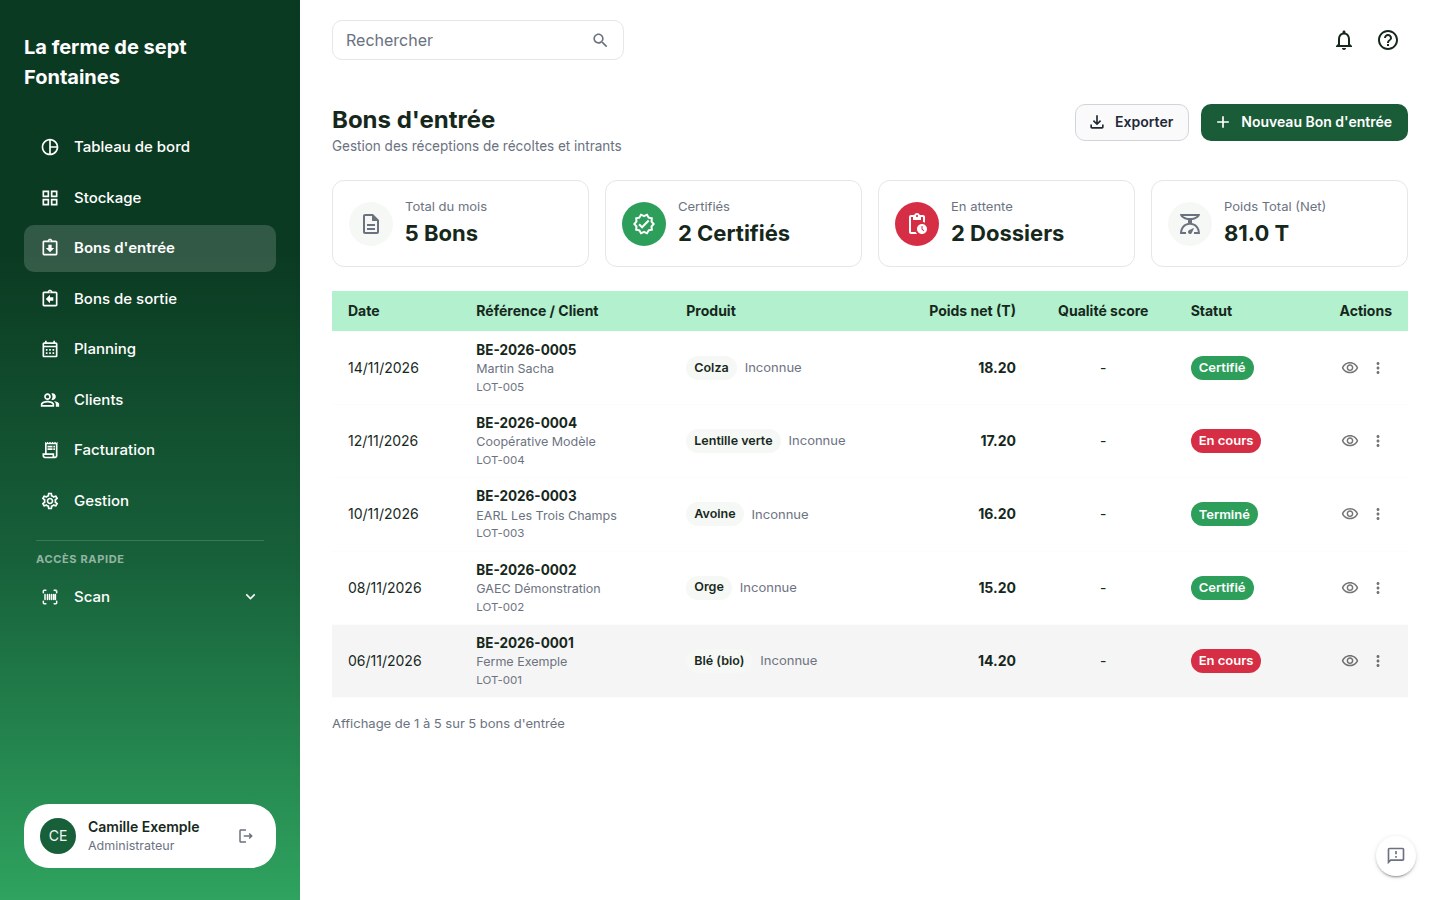 La ferme de sept
Fontaines
Tableau de bord
Stockage
Bons d'entrée
Bons de sortie
Planning
Clients
Facturation
Gestion
ACCÈS RAPIDE
Scan
CE
Camille Exemple
Administrateur
Rechercher
Bons d'entrée
Gestion des réceptions de récoltes et intrants
Exporter
Nouveau Bon d'entrée
Total du mois
5 Bons
Certifiés
2 Certifiés
En attente
2 Dossiers
Poids Total (Net)
81.0 T
Date Référence / Client Produit Poids net (T) Qualité score Statut Actions
BE-2026-0005
14/11/2026 Martin Sacha Colza Inconnue 18.20 - Certifié
LOT-005
BE-2026-0004
12/11/2026 Coopérative Modèle Lentille verte Inconnue 17.20 - En cours
LOT-004
BE-2026-0003
10/11/2026 EARL Les Trois Champs Avoine Inconnue 16.20 - Terminé
LOT-003
BE-2026-0002
08/11/2026 GAEC Démonstration Orge Inconnue 15.20 - Certifié
LOT-002
BE-2026-0001
06/11/2026 Ferme Exemple Blé (bio) Inconnue 14.20 - En cours
LOT-001
Affichage de 1 à 5 sur 5 bons d'entrée